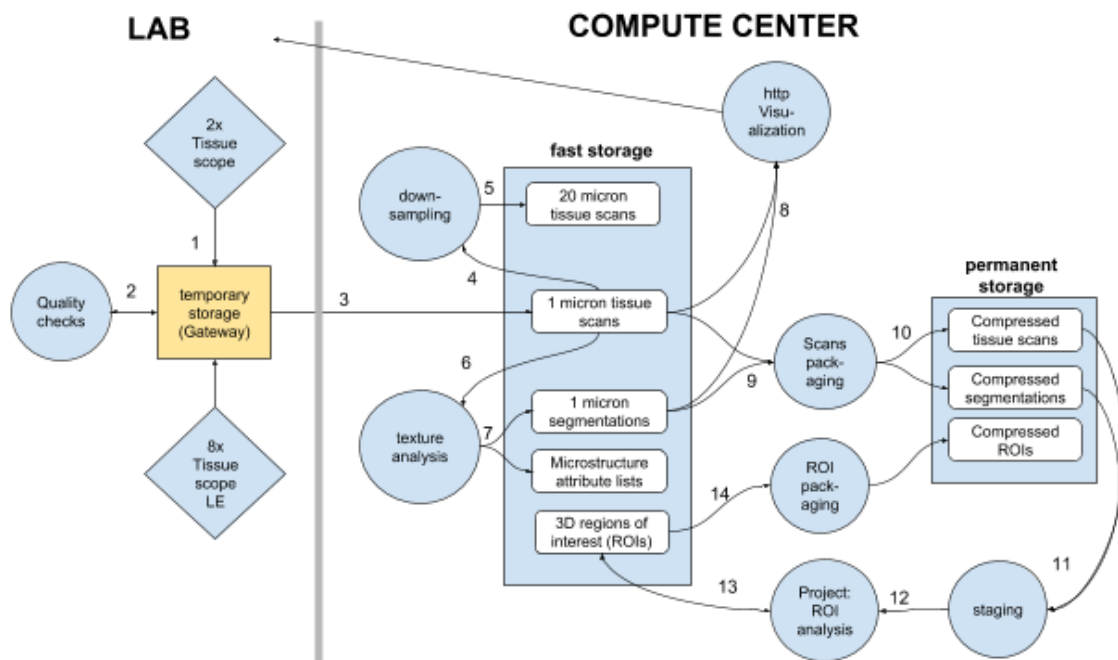 LAB
COMPUTE CENTER
2x
Tissue
scope
1
Quality
checks
2
temporary
storage
(Gateway)
3
8x
Tissue
scope
LE
http
Visu-
alization
fast storage
down-
sampling
5
20 micron
tissue scans
8
4
1 micron tissue
scans
6
texture
analysis
7
1 micron
segmentations
9
Microstructure
attribute lists
3D regions of
interest (ROIs)
Scans
pack-
aging
10
permanent
storage
Compressed
tissue scans
Compressed
segmentations
Compressed
ROIs
14
ROI
pack-
aging
13
Project:
ROI
analysis
12
staging
11